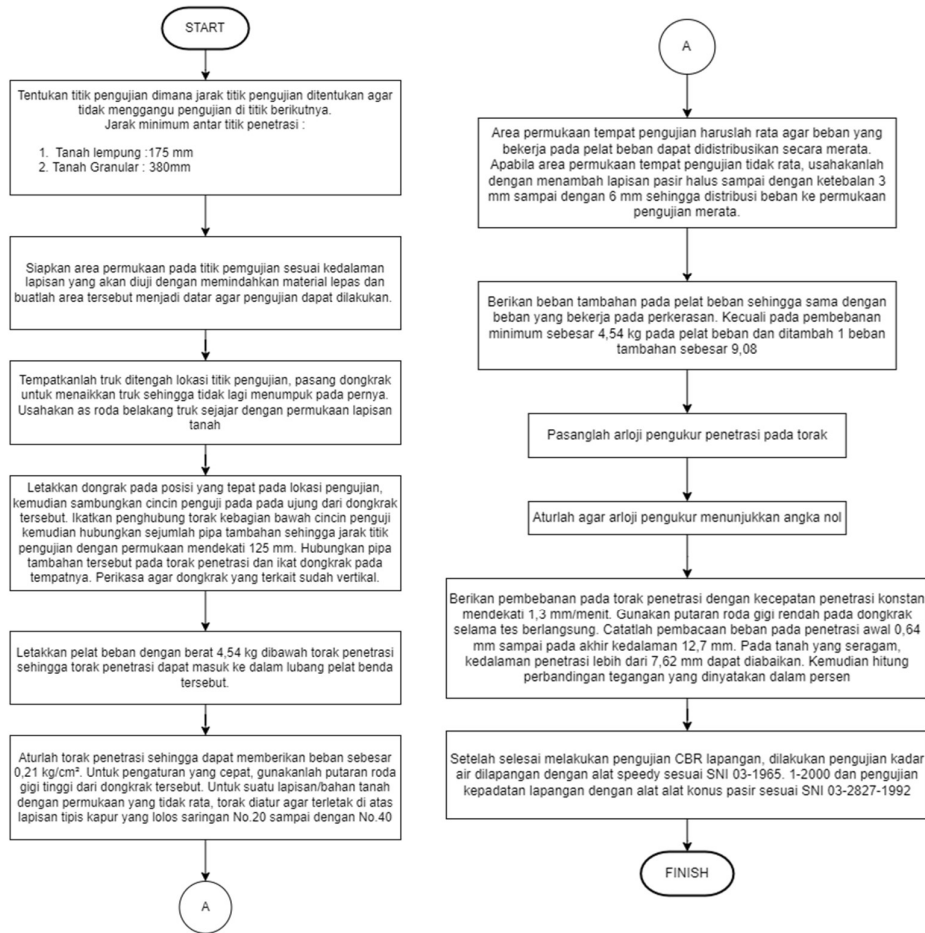 START
Tentukan titik pengujian dimana jarak titik pengujian ditentukan agar
tidak menggangu pengujian di titik berikutnya.
Jarak minimum antar titik penetrasi :
1. Tanah lempung :175 mm
2. Tanah Granular : 380mm
Siapkan area permukaan pada titik pemgujian sesuai kedalaman
lapisan yang akan diuji dengan memindahkan material lepas dan
buatlah area tersebut menjadi datar agar pengujian dapat dilakukan.
Tempatkanlah truk ditengah lokasi titik pengujian, pasang dongkrak
untuk menaikkan truk sehingga tidak lagi menumpuk pada pernya.
Usahakan as roda belakang truk sejajar dengan permukaan lapisan
tanah
Letakkan dongrak pada posisi yang tepat pada lokasi pengujian,
kemudian sambungkan cincin penguji pada pada ujung dari dongkrak
tersebut. Ikatkan penghubung torak kebagian bawah cincin penguji
kemudian hubungkan sejumlah pipa tambahan sehingga jarak titik
pengujian dengan permukaan mendekati 125 mm. Hubungkan pipa
tambahan tersebut pada torak penetrasi dan ikat dongkrak pada
tempatnya. Perikasa agar dongkrak yang terkait sudah vertikal.
Letakkan pelat beban dengan berat 4,54 kg dibawah torak penetrasi
sehingga torak penetrasi dapat masuk ke dalam lubang pelat benda
tersebut.
Aturlah torak penetrasi sehingga dapat memberikan beban sebesar
0,21 kg/cm². Untuk pengaturan yang cepat, gunakanlah putaran roda
gigi tinggi dari dongkrak tersebut. Untuk suatu lapisan/bahan tanah
dengan permukaan yang tidak rata, torak diatur agar terletak di atas
lapisan tipis kapur yang lolos saringan No.20 sampai dengan No.40
A
A
Area permukaan tempat pengujian haruslah rata agar beban yang
bekerja pada pelat beban dapat didistribusikan secara merata.
Apabila area permukaan tempat pengujian tidak rata, usahakanlah
dengan menambah lapisan pasir halus sampai dengan ketebalan 3
mm sampai dengan 6 mm sehingga distribusi beban ke permukaan
pengujian merata.
Berikan beban tambahan pada pelat beban sehingga sama dengan
beban yang bekerja pada perkerasan. Kecuali pada pembebanan
minimum sebesar 4,54 kg pada pelat beban dan ditambah 1 beban
tambahan sebesar 9,08
Pasanglah arloji pengukur penetrasi pada torak
Aturlah agar arloji pengukur menunjukkan angka nol
Berikan pembebanan pada torak penetrasi dengan kecepatan penetrasi konstan
mendekati 1,3 mm/menit. Gunakan putaran roda gigi rendah pada dongkrak
selama tes berlangsung. Catatlah pembacaan beban pada penetrasi awal 0,64
mm sampai pada akhir kedalaman 12,7 mm. Pada tanah yang seragam,
kedalaman penetrasi lebih dari 7,62 mm dapat diabaikan. Kemudian hitung
perbandingan tegangan yang dinyatakan dalam persen
Setelah selesai melakukan pengujian CBR lapangan, dilakukan pengujian kadar
air dilapangan dengan alat speedy sesuai SNI 03-1965. 1-2000 dan pengujian
kepadatan lapangan dengan alat alat konus pasir sesuai SNI 03-2827-1992
FINISH